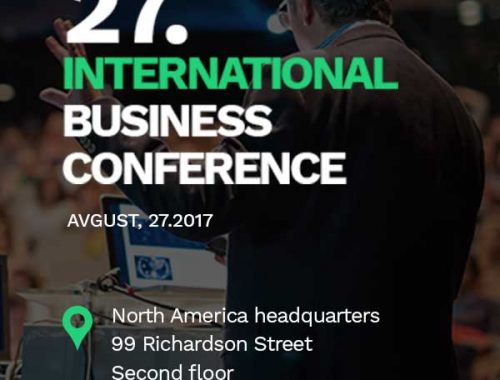 27.
INTERNATIONAL
BUSINESS
CONFERENCE
AVGUST, 27.2017
North America headquarters
99 Richardson Street
Second floor